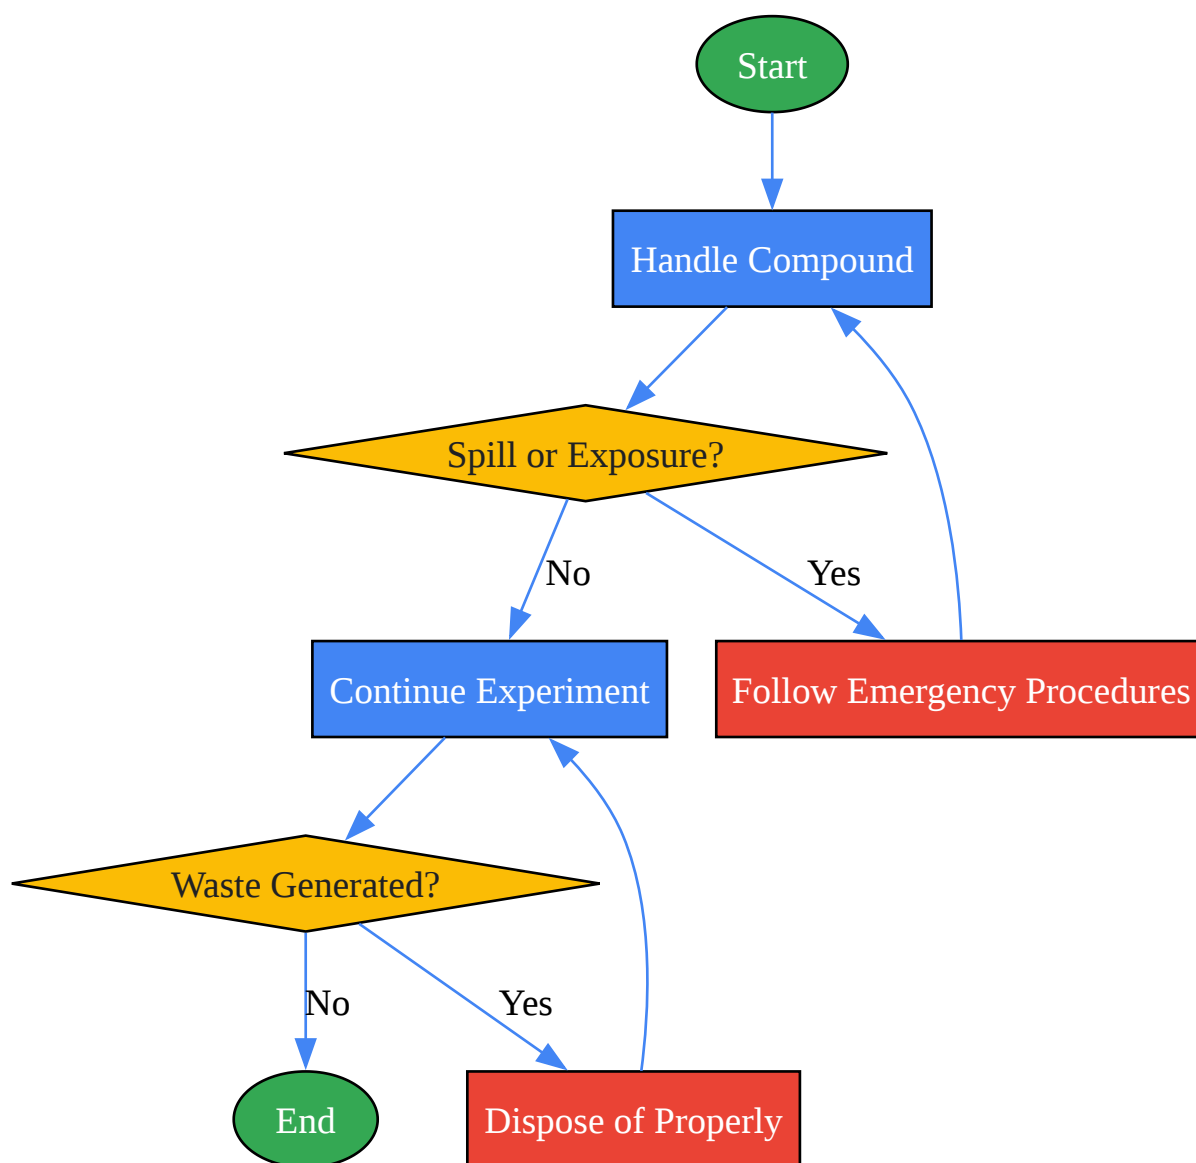 Start
Handle Compound
Spill or Exposure?
No
Yes
Continue Experiment
Follow Emergency Procedures
Waste Generated?
No
Yes
End
Dispose of Properly